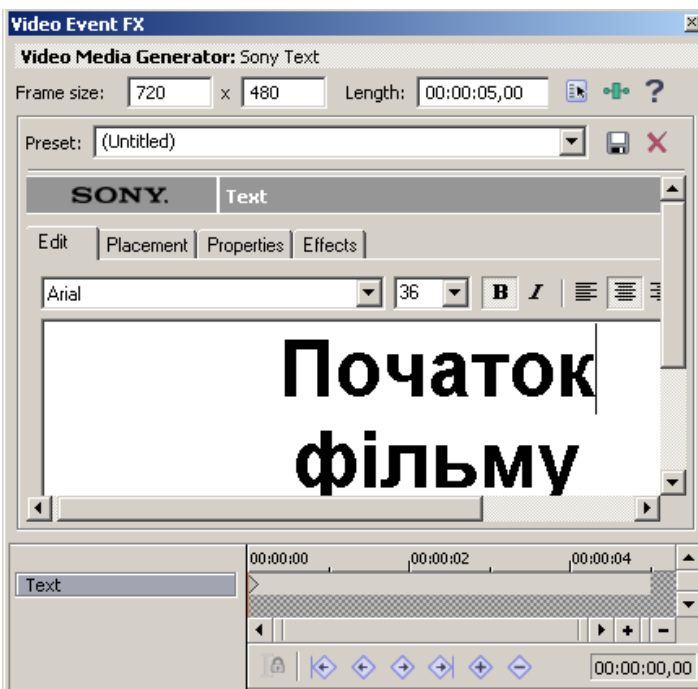 Video Event FX
Video Media Generator: Sony Text
Frame size: 720 x 480 Length: 00:00:05,00
Preset: (Untitled)
SONY. Text
Edit Placement Properties Effects
Arial 36 B I
Початок
фільму
00:00:00 00:00:02 00:00:04
Text
00:00:00,00